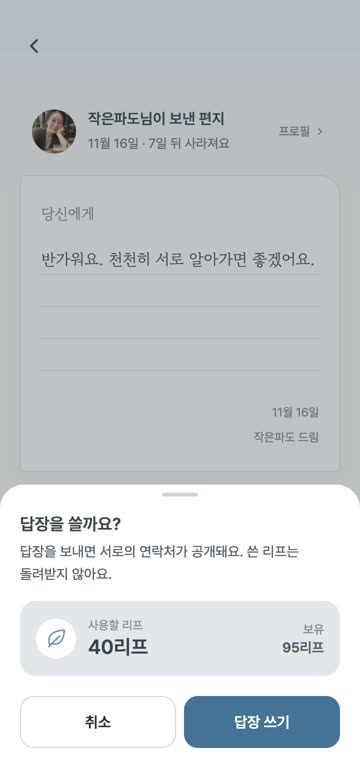 작은파도님이 보낸 편지
11월 16일 · 7일 뒤 사라져요
프로필
당신에게
반가워요. 천천히 서로 알아가면 좋겠어요.
11월 16일
작은파도 드림
답장을 쓸까요?
답장을 보내면 서로의 연락처가 공개돼요. 쓴 리프는
돌려받지 않아요.
사용할 리프
40리프
보유
95리프
취소
답장 쓰기